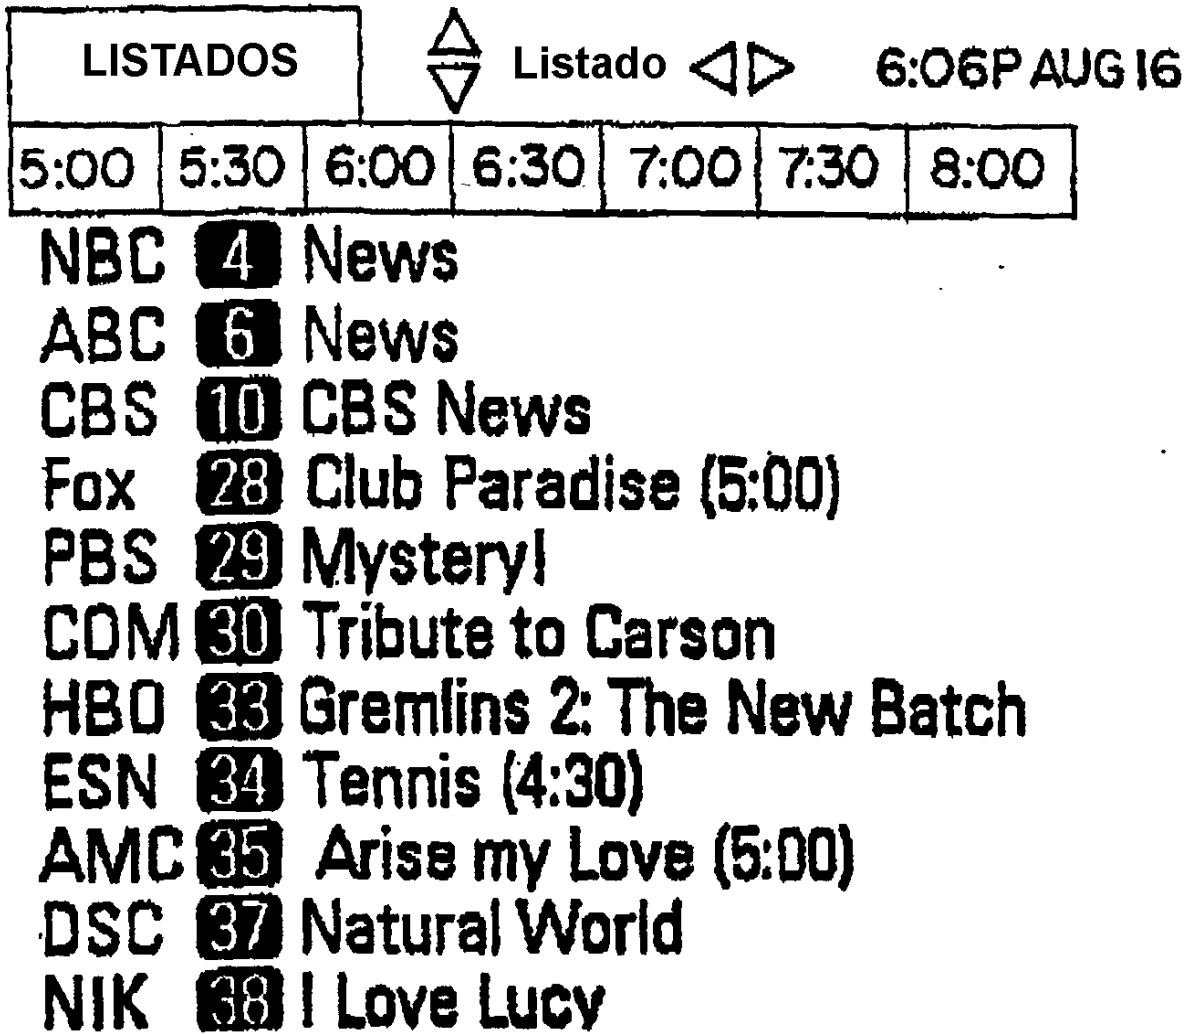 LISTADOS Listado 6:06P AUG 16
5:00 5:30 6:00 6:30 7:00 7:30 8:00
NBC 4 News
ABC 6 News
CBS 10 CBS News
Fox 28 Club Paradise (5:00)
PBS 29 Mystery!
COM 30 Tribute to Carson
HBO 33 Gremlins 2: The New Batch
ESN 34 Tennis (4:30)
AMC 35 Arise my Love (5:00)
DSC 37 Natural World
NIK 38 I Love Lucy